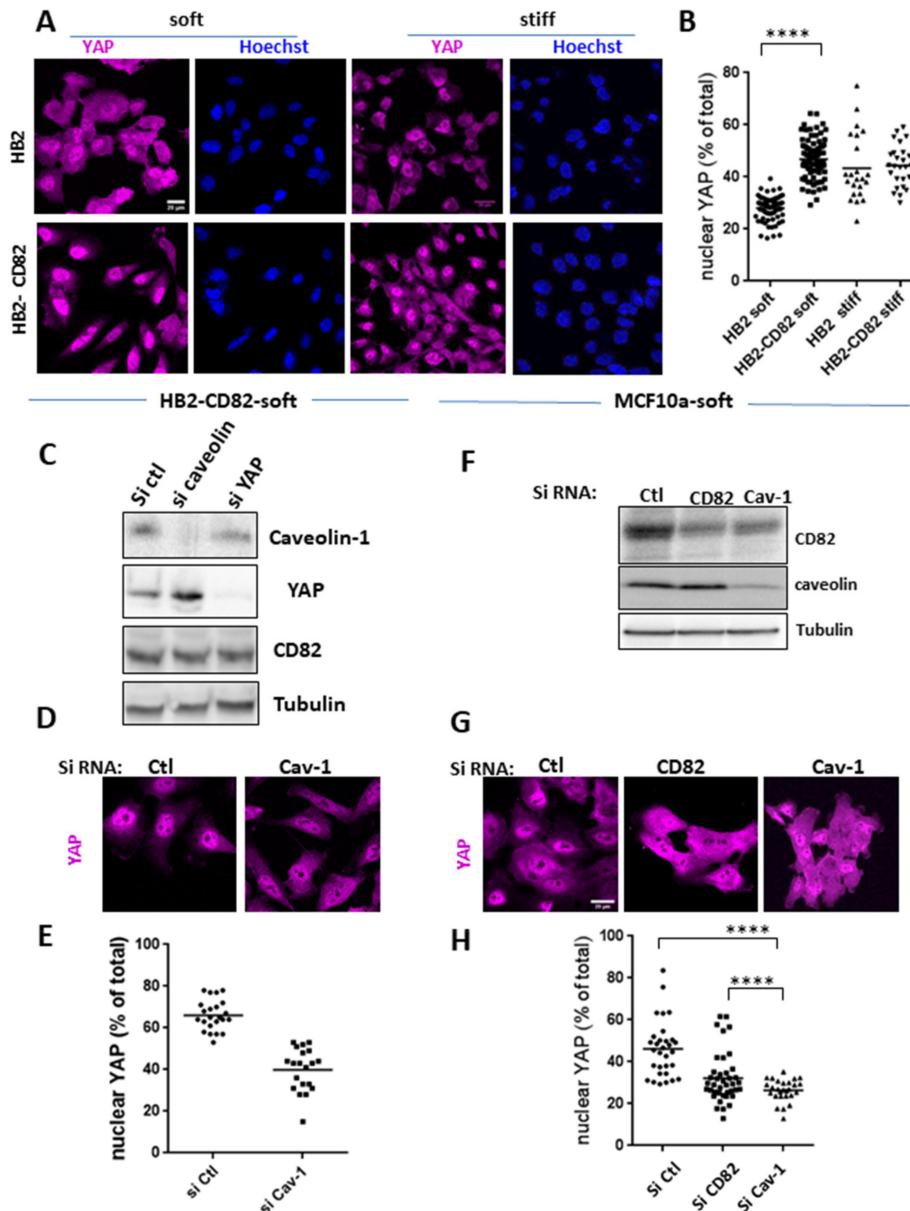 A
soft
stiff
YAP
Hoechst
YAP
Hoechst
HB2
HB2- CD82
20 µm
B
****
nuclear YAP (% of total)
80
60
40
20
0
HB2 soft
HB2-CD82 soft
HB2 stiff
HB2-CD82 stiff
HB2-CD82-soft
MCF10a-soft
C
Si ctl
si caveolin
si YAP
Caveolin-1
YAP
CD82
Tubulin
F
Si RNA: Ctl CD82 Cav-1
CD82
caveolin
Tubulin
D
Si RNA: Ctl Cav-1
YAP
G
Si RNA: Ctl CD82 Cav-1
YAP
20 µm
E
nuclear YAP (% of total)
100
80
60
40
20
0
si Ctl
si Cav-1
H
****
****
nuclear YAP (% of total)
100
80
60
40
20
0
Si Ctl
Si CD82
Si Cav-1